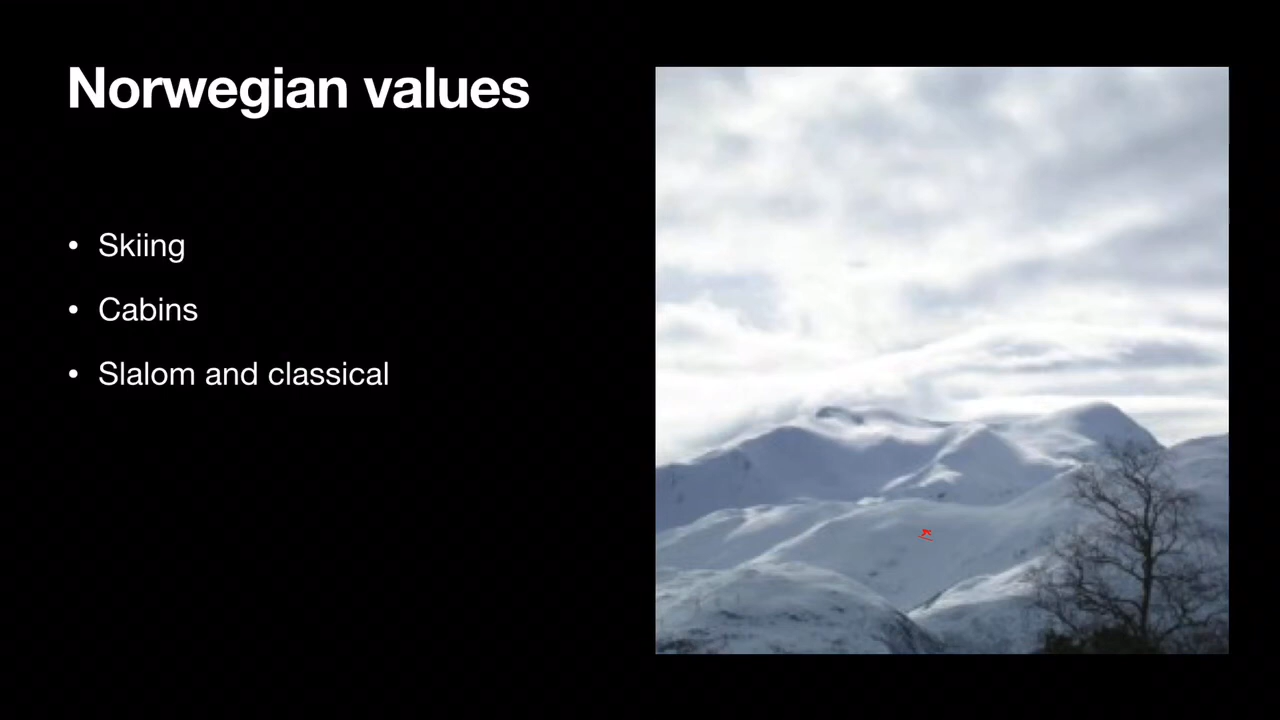 Norwegian values
• Skiing
• Cabins
• Slalom and classical